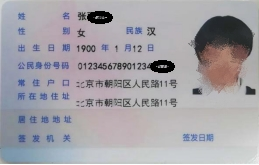 姓 名 张
性 别 女 民族 汉
出 生 日 期 1900 年 1 月 12 日
公民身份号码 01234567890123
常 住 户 口 北京市朝阳区人民路11号
所在地住址 北京市朝阳区人民路11号
居住地地址
签 发 机 关 签发日期